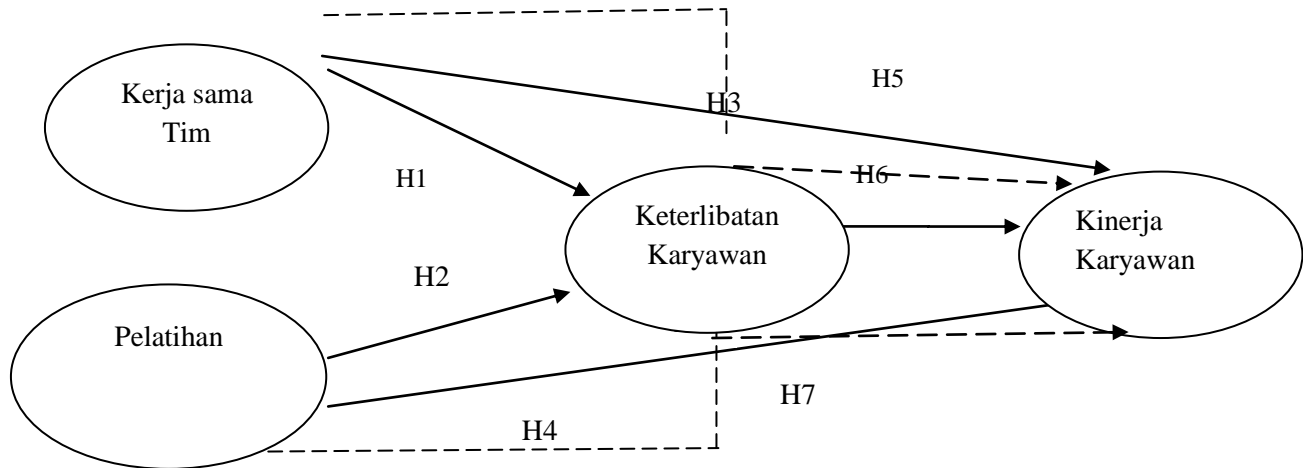 H5
H3
Kerja sama
Tim
H1
H6
Keterlibatan
Karyawan
Kinerja
Karyawan
H2
Pelatihan
H7
H4